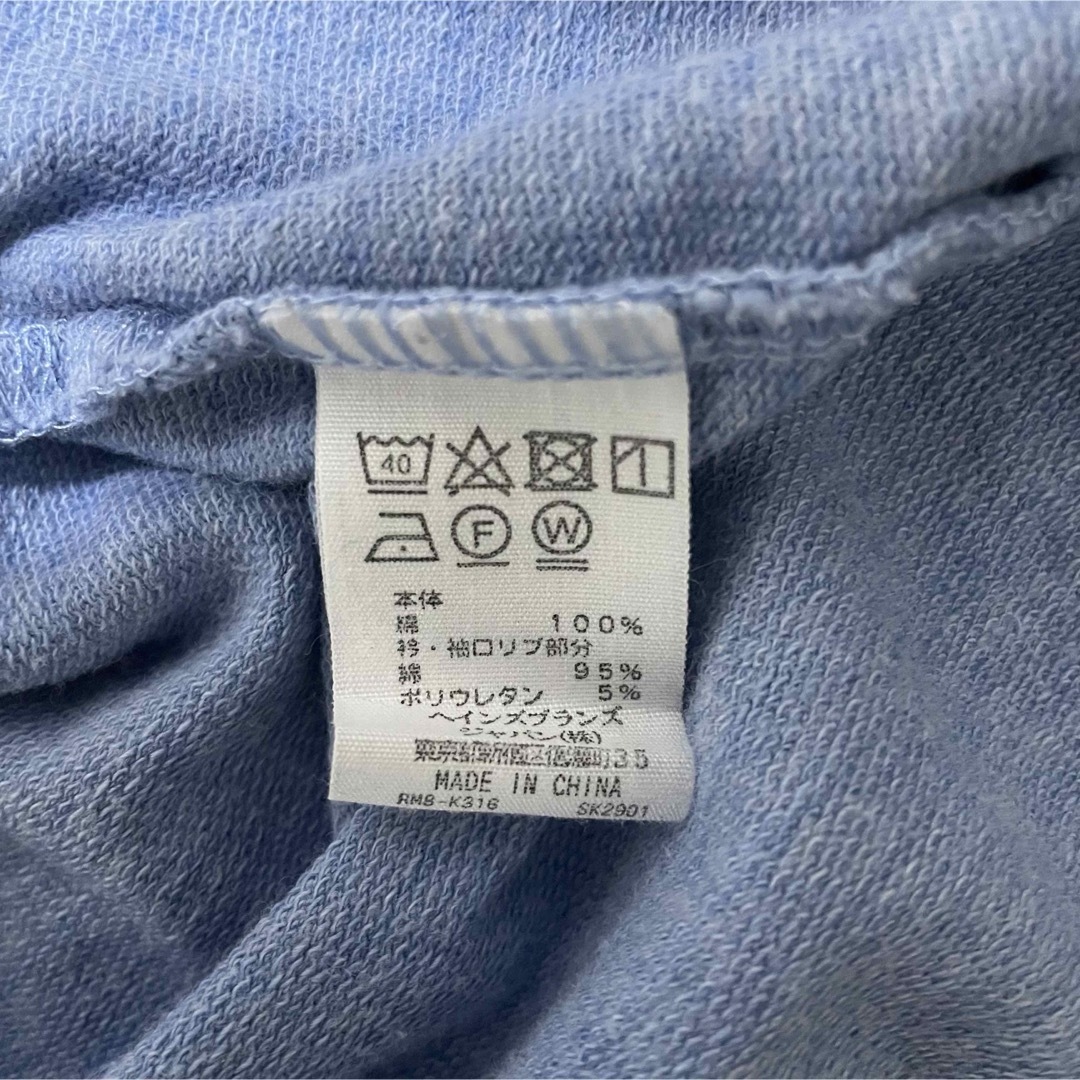 40
F W
本体
綿 100%
衿・袖口リブ部分
綿 95%
ポリウレタン 5%
ヘインズブランズ
ジャパン(株)
MADE IN CHINA
RM8-K316 SK2901